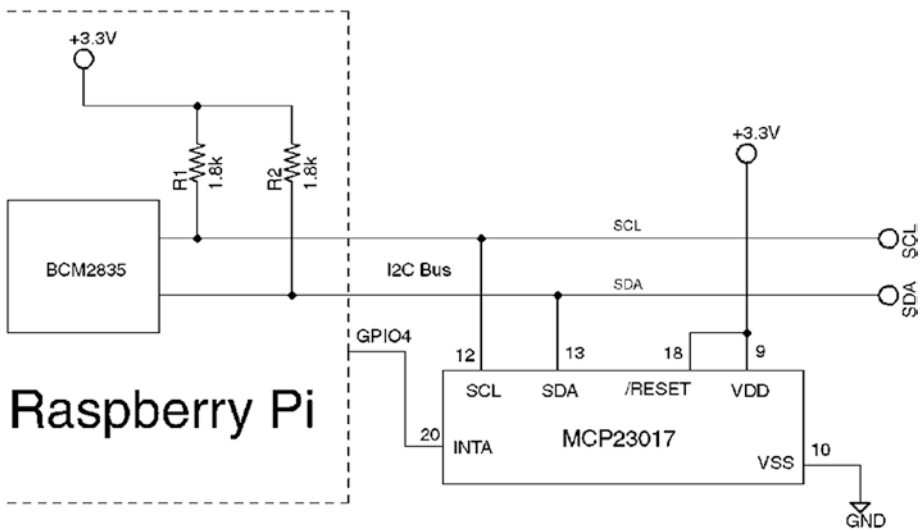 +3.3V
R1
1.8k
R2
1.8k
+3.3V
SCL
SCL
BCM2835
I2C Bus
SDA
SDA
GPIO4
12
13
18
9
SCL
SDA
/RESET
VDD
Raspberry Pi
20
INTA
MCP23017
10
VSS
GND